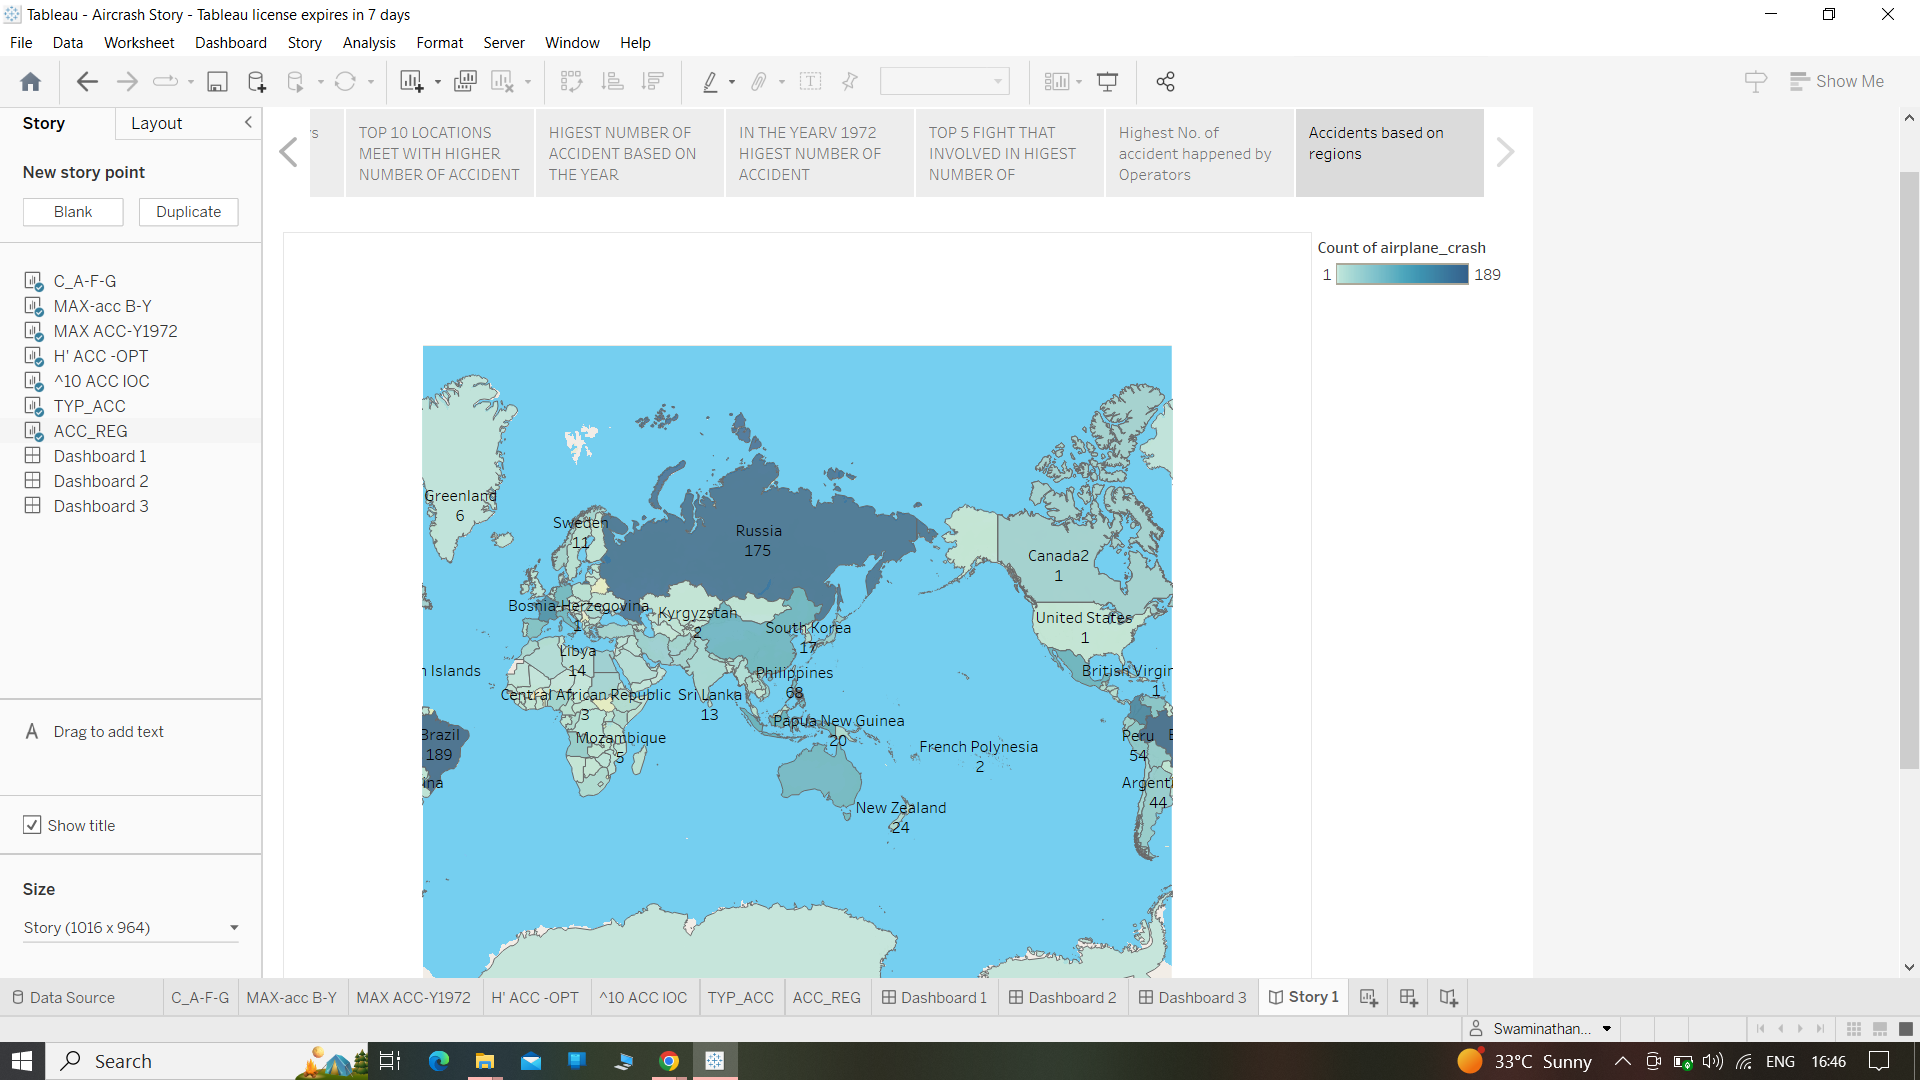 Tableau - Aircrash Story - Tableau license expires in 7 days
File Data Worksheet Dashboard Story Analysis Format Server Window Help
Show Me
Story
Layout
New story point
Blank
Duplicate
C_A-F-G
MAX-acc B-Y
MAX ACC-Y1972
H' ACC -OPT
^10 ACC lOC
TYP_ACC
ACC_REG
Dashboard 1
Dashboard 2
Dashboard 3
A Drag to add text
Show title
Size
Story (1016 x 964)
TOP 10 LOCATIONS
MEET WITH HIGHER
NUMBER OF ACCIDENT
HIGEST NUMBER OF
ACCIDENT BASED ON
THE YEAR
IN THE YEARV 1972
HIGEST NUMBER OF
ACCIDENT
TOP 5 FIGHT THAT
INVOLVED IN HIGEST
NUMBER OF
Highest No. of
accident happened by
Operators
Accidents based on
regions
Count of airplane_crash
1 189
Greenland
6
Sweden
11
Russia
175
Canada2
1
Bosnia-Herzegovina
1
Kyrgyzstan
2
South Korea
17
United States
1
Libya
14
n Islands
Philippines
68
British Virgin
1
Central African Republic
3
Sri Lanka
13
Papua New Guinea
20
Brazil
189
Mozambique
5
French Polynesia
2
Peru
54
ina
Argenti
44
New Zealand
24
Data Source C_A-F-G MAX-acc B-Y MAX ACC-Y1972 H' ACC -OPT ^10 ACC lOC TYP_ACC ACC_REG Dashboard 1 Dashboard 2 Dashboard 3 Story 1
Swaminathan...
Search
33°C Sunny
ENG 16:46